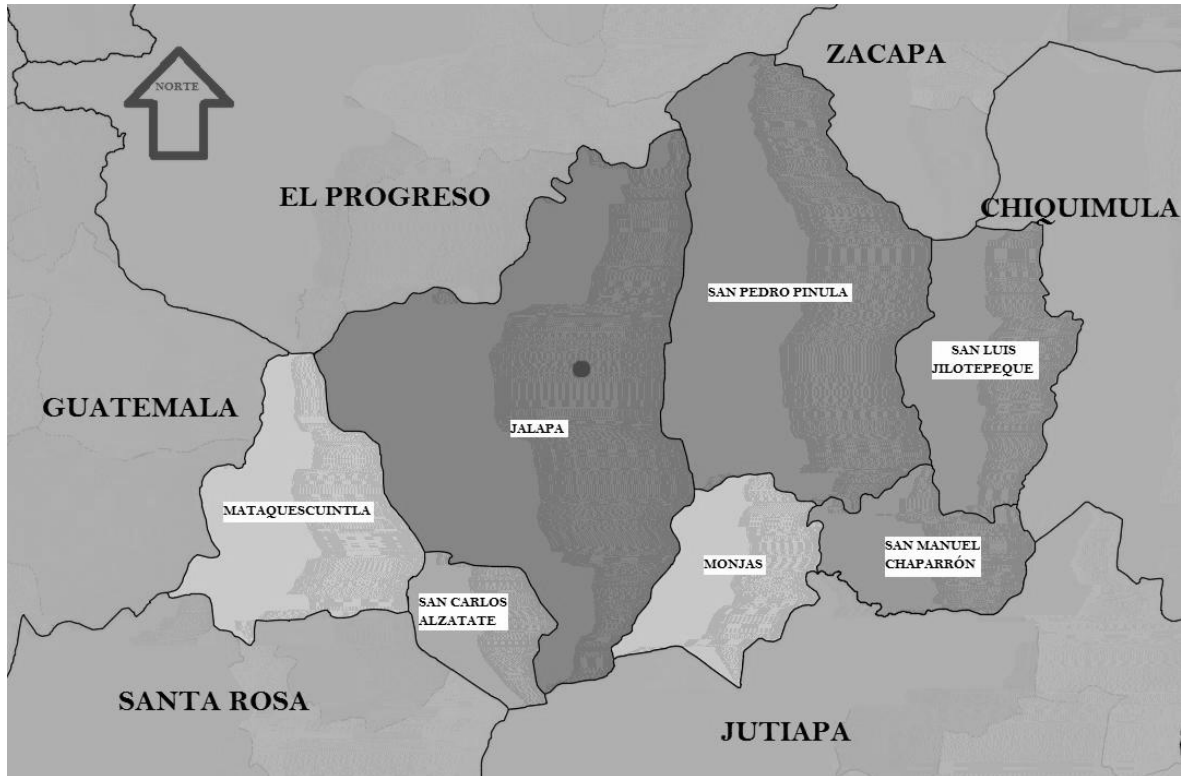 ZACAPA
NORTE
EL PROGRESO
CHIQUIMULA
SAN PEDRO PINULA
SAN LUIS
JILOTEPEQUE
GUATEMALA
JALAPA
MATAQUESCUINTLA
SAN MANUEL
CHAPARRÓN
MONJAS
SAN CARLOS
ALZATATE
SANTA ROSA
JUTIAPA